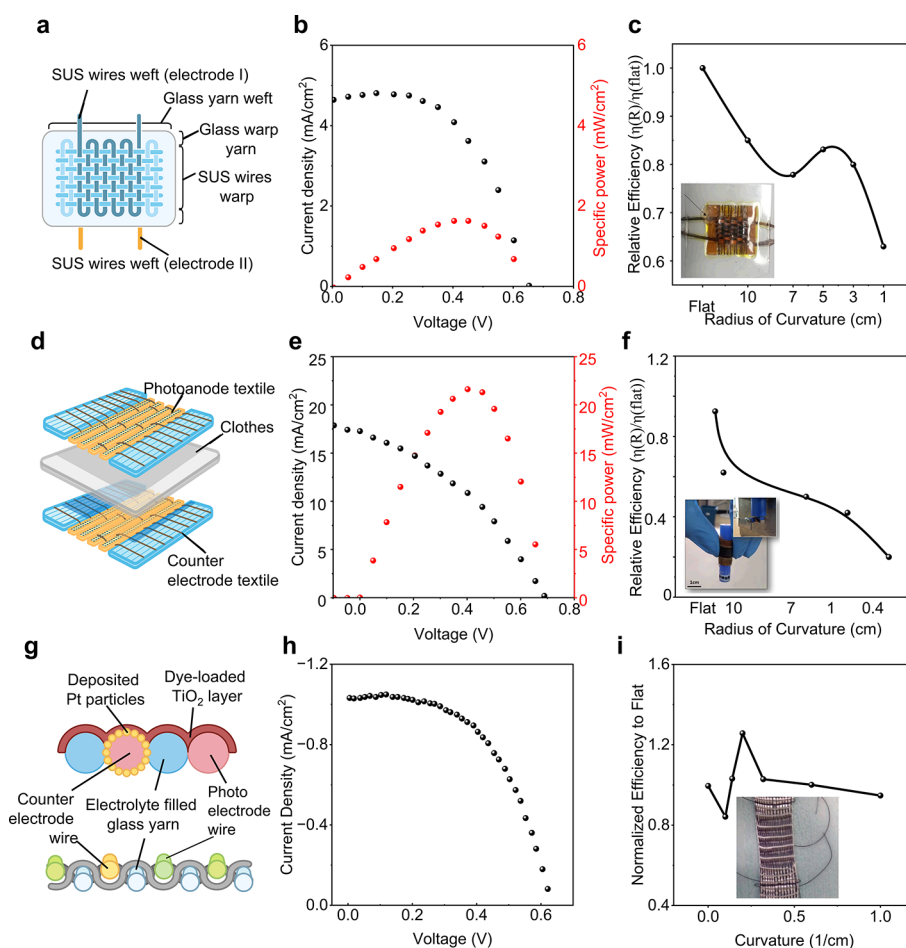 a
SUS wires weft (electrode I)
Glass yarn weft
Glass warp
yarn
SUS wires
warp
SUS wires weft (electrode II)
b
6
4
2
0
Current density (mA/cm²)
6
4
2
0
Specific power (mW/cm²)
0.0 0.2 0.4 0.6 0.8
Voltage (V)
c
1.0
0.9
0.8
0.7
0.6
Relative Efficiency (η(R)/η(flat))
Flat 10 7 5 3 1
Radius of Curvature (cm)
d
Photoanode textile
Clothes
Counter
electrode textile
e
25
20
15
10
5
0
Current density (mA/cm²)
25
20
15
10
5
0
Specific power (mW/cm²)
0.0 0.2 0.4 0.6 0.8
Voltage (V)
f
1.2
0.8
0.4
0.0
Relative Efficiency (η(R)/η(flat))
1cm
Flat 10 7 1 0.4
Radius of Curvature (cm)
g
Deposited
Pt particles
Dye-loaded
TiO₂ layer
Counter
electrode
wire
Electrolyte filled
glass yarn
Photo
electrode
wire
h
−1.2
−0.8
−0.4
0.0
Current Density (mA/cm²)
0.0 0.2 0.4 0.6
Voltage (V)
i
1.6
1.2
0.8
0.4
Normalized Efficiency to Flat
0.0 0.5 1.0
Curvature (1/cm)